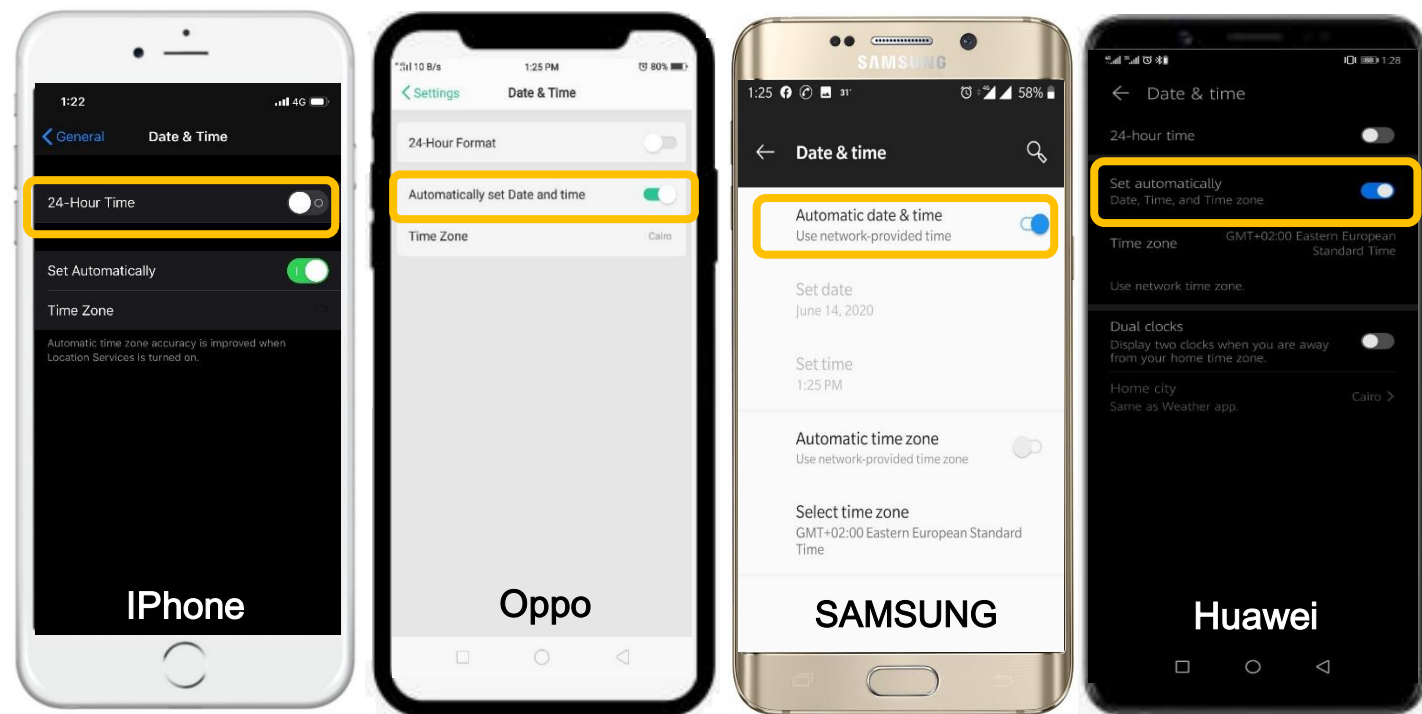 1:22
4G
General
Date & Time
24-Hour Time
Set Automatically
Time Zone
Automatic time zone accuracy is improved when
Location Services is turned on.
IPhone
10 B/s
1:25 PM
80%
Settings
Date & Time
24-Hour Format
Automatically set Date and time
Time Zone
Cairo
Oppo
SAMSUNG
1:25
31
4G
58%
Date & time
Automatic date & time
Use network-provided time
Set date
June 14, 2020
Set time
1:25 PM
Automatic time zone
Use network-provided time zone
Select time zone
GMT+02:00 Eastern European Standard
Time
SAMSUNG
1:28
Date & time
24-hour time
Set automatically
Date, Time, and Time zone
Time zone
GMT+02:00 Eastern European
Standard Time
Use network time zone.
Dual clocks
Display two clocks when you are away
from your home time zone.
Home city
Same as Weather app.
Cairo
Huawei